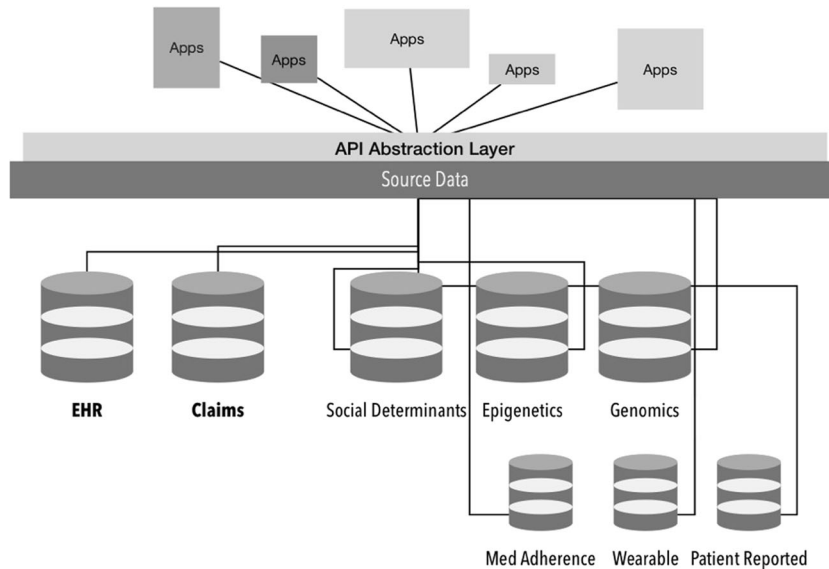 Apps
Apps
Apps
Apps
Apps
API Abstraction Layer
Source Data
EHR
Claims
Social Determinants
Epigenetics
Genomics
Med Adherence
Wearable
Patient Reported